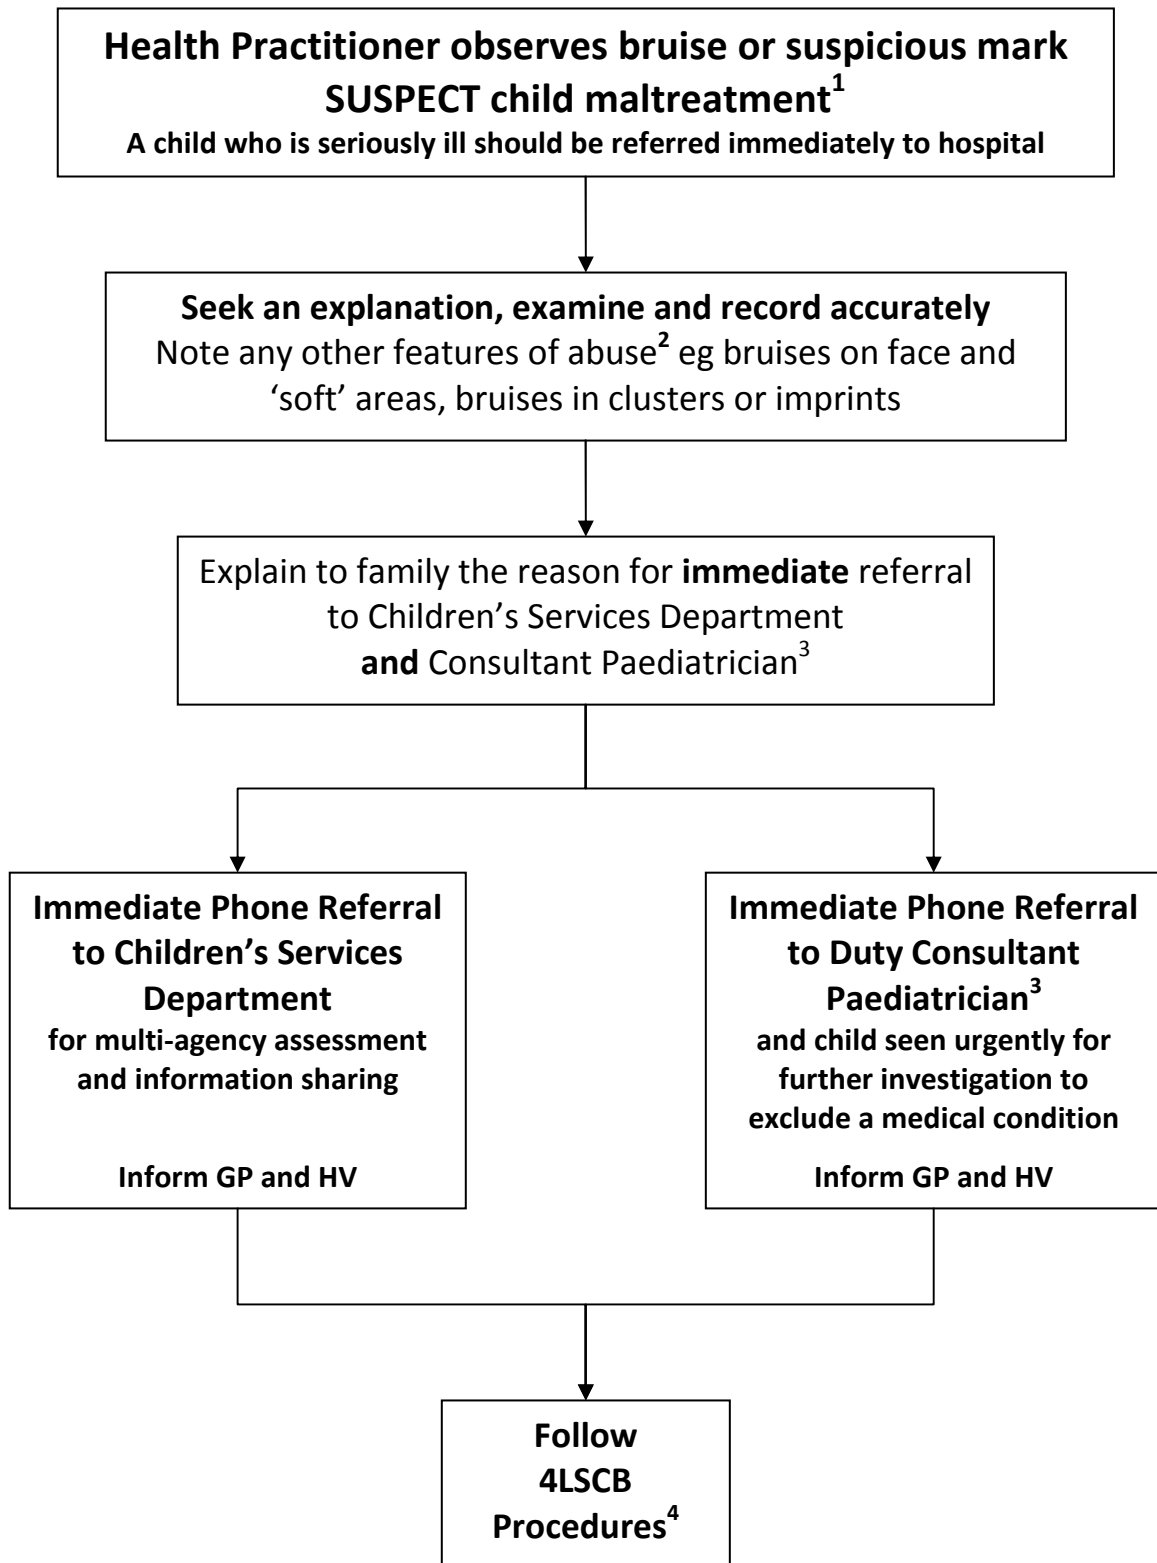 Health Practitioner observes bruise or suspicious mark
SUSPECT child maltreatment¹
A child who is seriously ill should be referred immediately to hospital
Seek an explanation, examine and record accurately
Note any other features of abuse² eg bruises on face and
‘soft’ areas, bruises in clusters or imprints
Explain to family the reason for immediate referral
to Children’s Services Department
and Consultant Paediatrician³
Immediate Phone Referral
to Children’s Services
Department
for multi-agency assessment
and information sharing
Inform GP and HV
Immediate Phone Referral
to Duty Consultant
Paediatrician³
and child seen urgently for
further investigation to
exclude a medical condition
Inform GP and HV
Follow
4LSCB
Procedures⁴